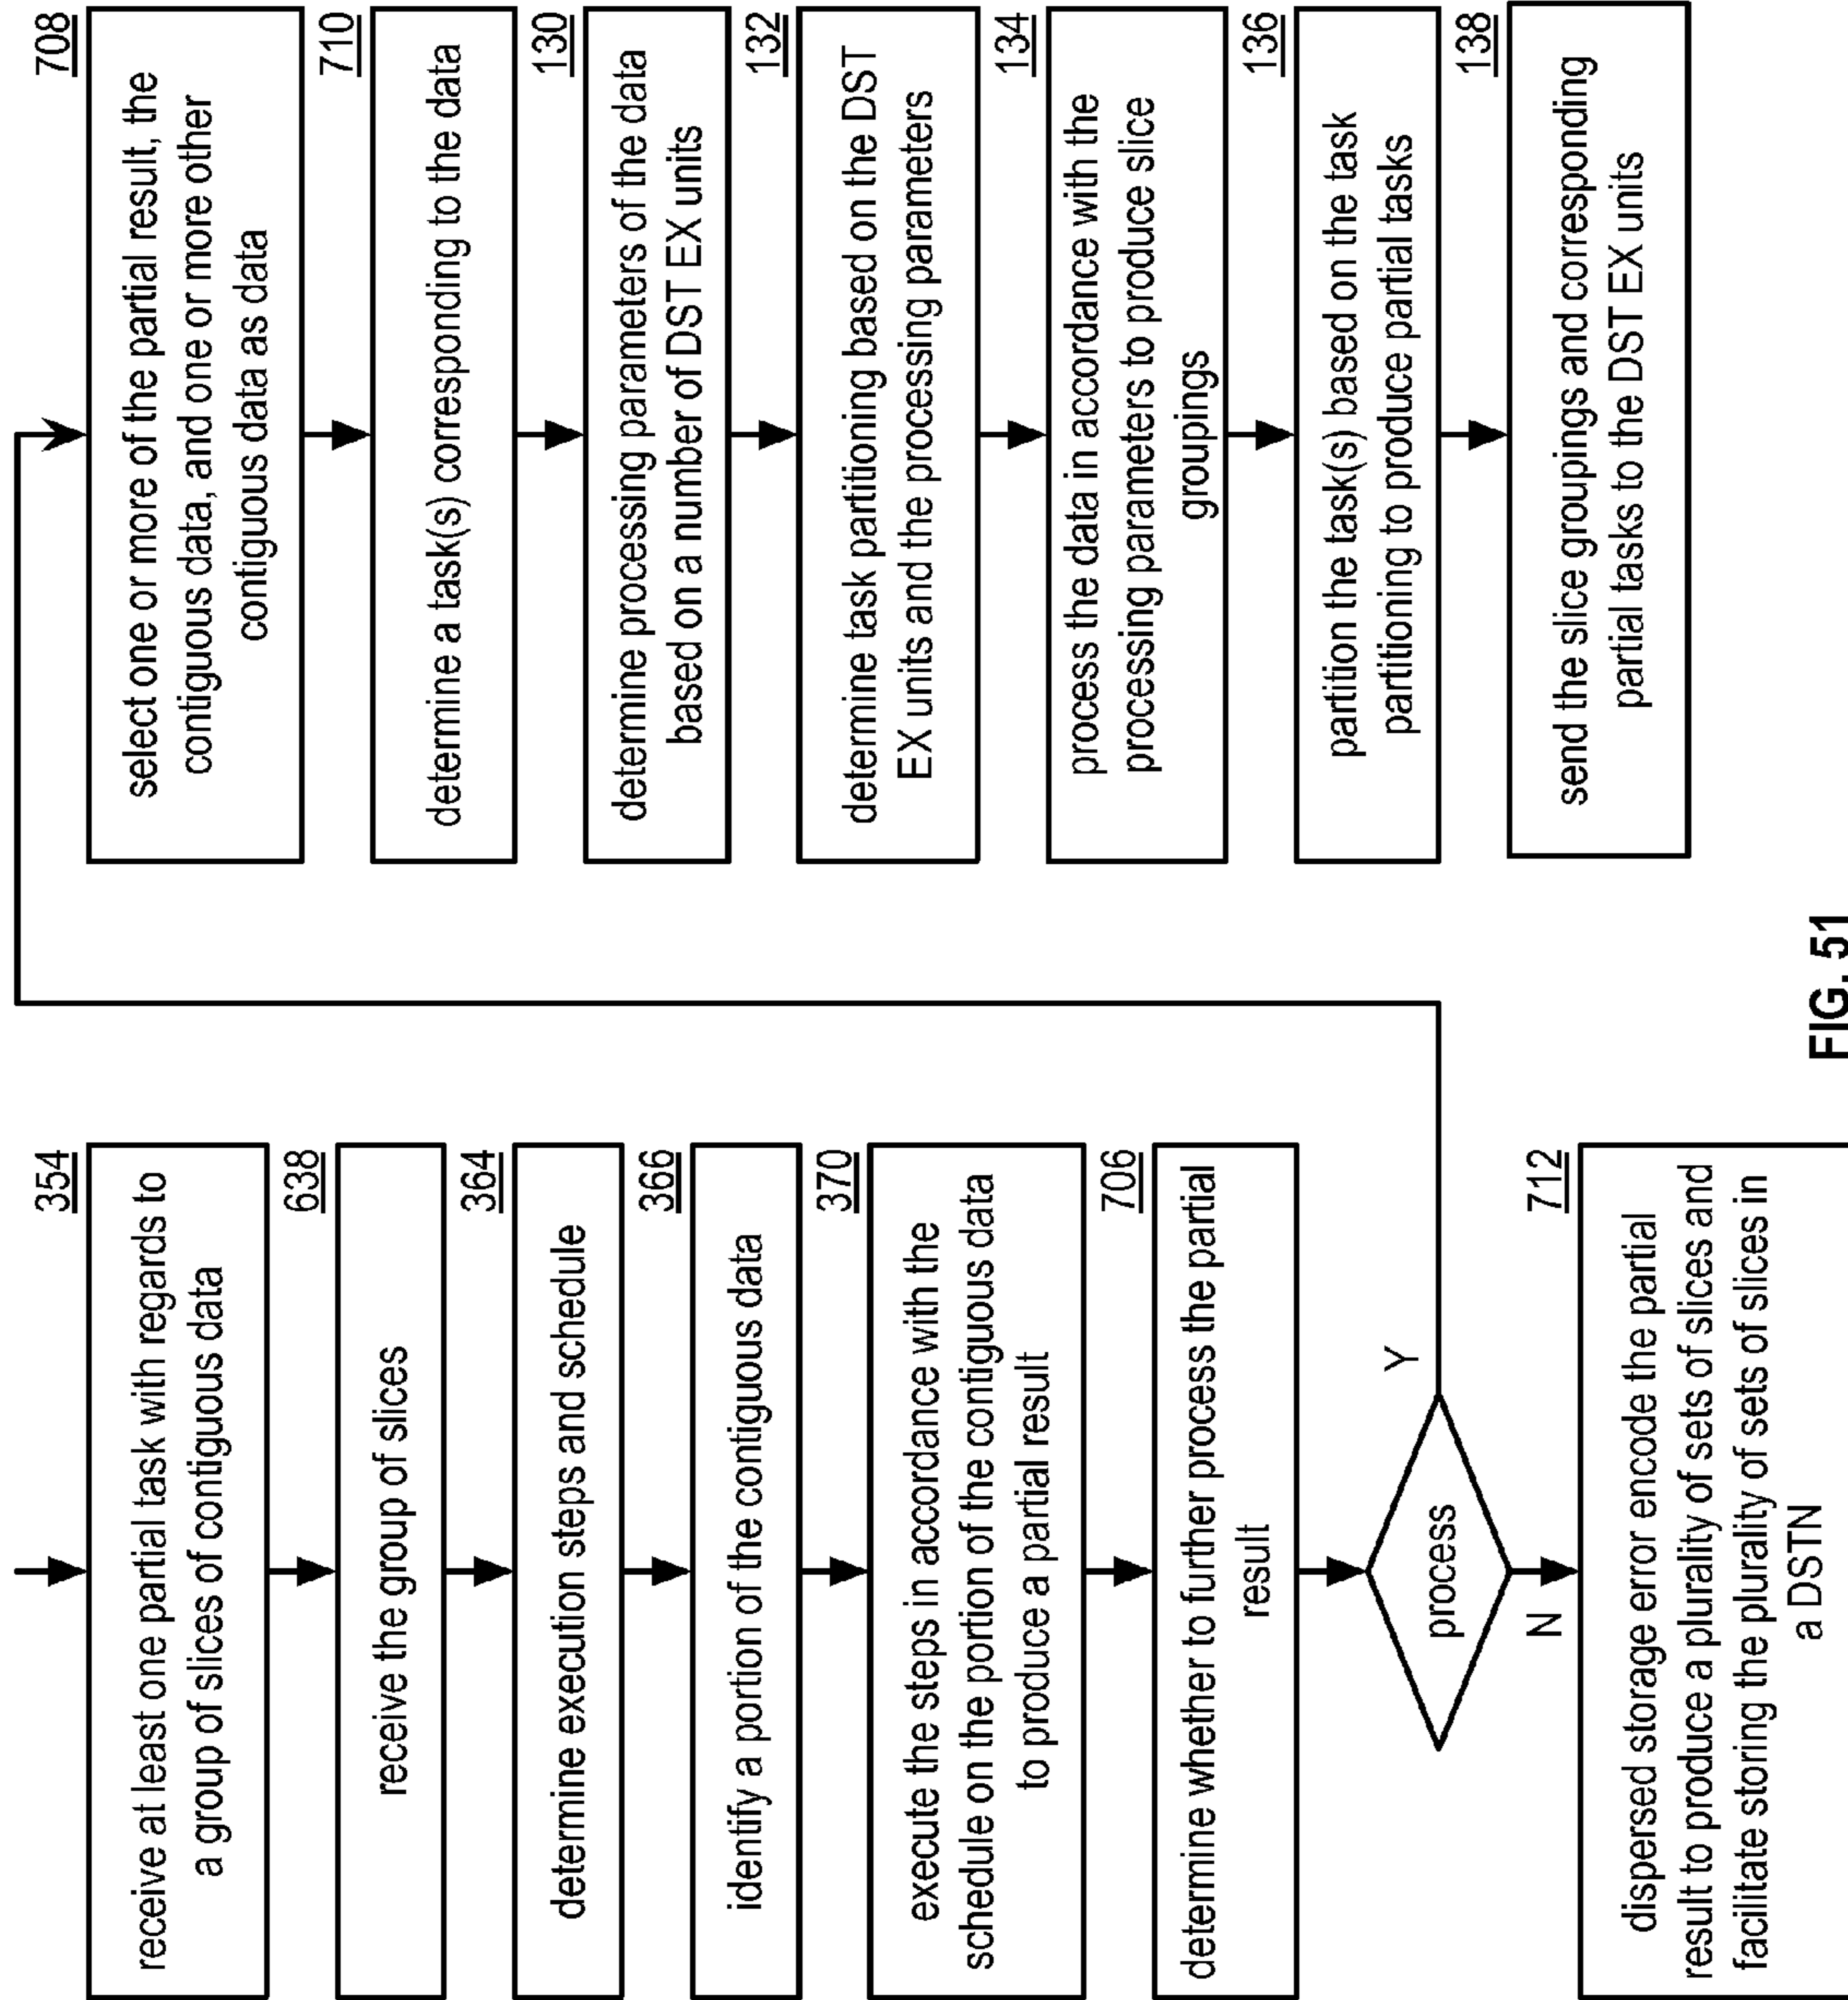 354
receive at least one partial task with regards to
a group of slices of contiguous data
638
receive the group of slices
364
determine execution steps and schedule
366
identify a portion of the contiguous data
370
execute the steps in accordance with the
schedule on the portion of the contiguous data
to produce a partial result
706
determine whether to further process the partial
result
process
Y
N
712
dispersed storage error encode the partial
result to produce a plurality of sets of slices and
facilitate storing the plurality of sets of slices in
a DSTN
708
select one or more of the partial result, the
contiguous data, and one or more other
contiguous data as data
710
determine a task(s) corresponding to the data
130
determine processing parameters of the data
based on a number of DST EX units
132
determine task partitioning based on the DST
EX units and the processing parameters
134
process the data in accordance with the
processing parameters to produce slice
groupings
136
partition the task(s) based on the task
partitioning to produce partial tasks
138
send the slice groupings and corresponding
partial tasks to the DST EX units
FIG. 51